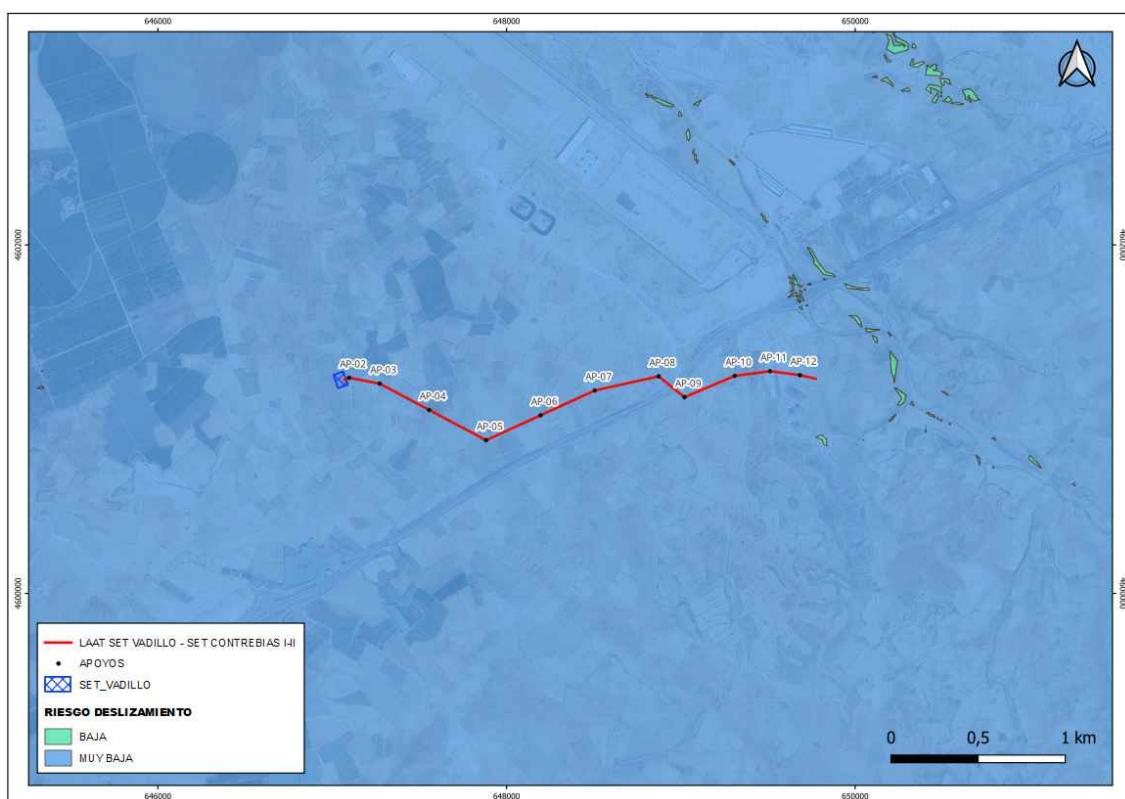 646000 648000 650000
4602000 4602000
AP-02 AP-03 AP-04 AP-05 AP-06 AP-07 AP-08 AP-09 AP-10 AP-11 AP-12
4600000 4600000
LAAT SET VADILLO - SET CONTREBIAS I-II
APOYOS
SET_VADILLO
RIESGO DESLIZAMIENTO
BAJA
MUY BAJA
0 0,5 1 km
646000 648000 650000